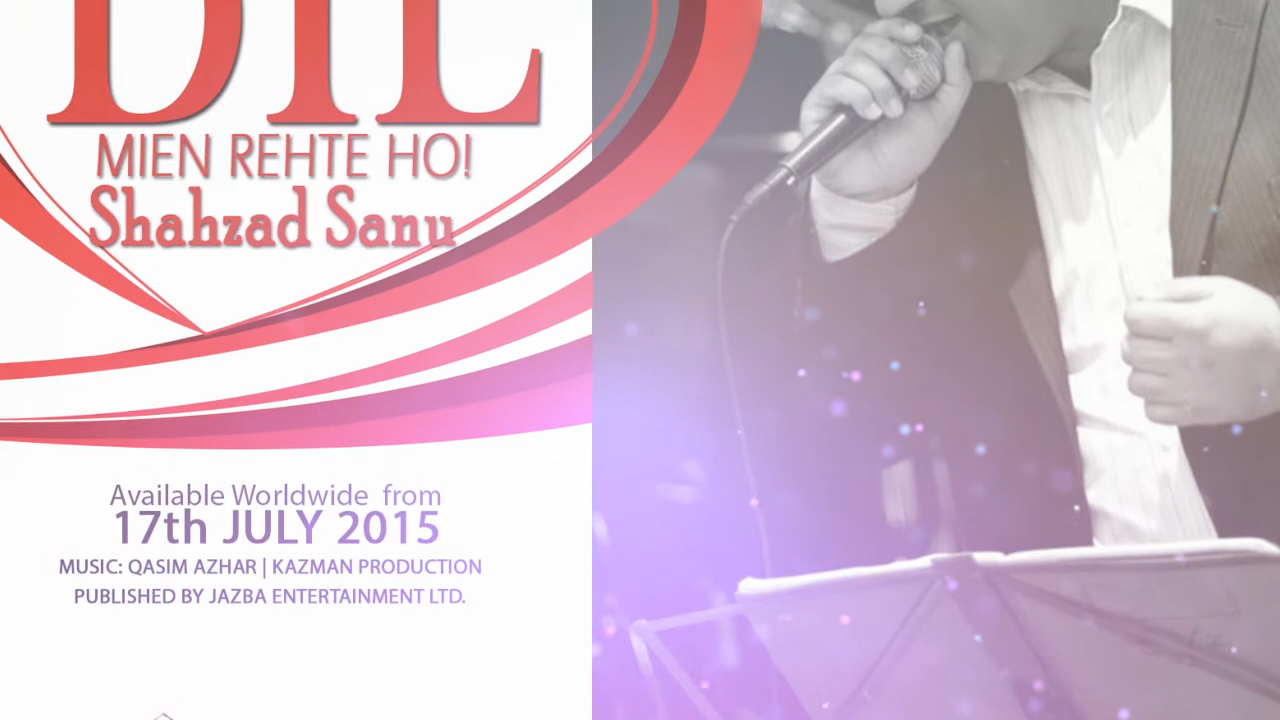 DIL
MIEN REHTE HO!
Shahzad Sanu
Available Worldwide from
17th JULY 2015
MUSIC: QASIM AZHAR | KAZMAN PRODUCTION
PUBLISHED BY JAZBA ENTERTAINMENT LTD.